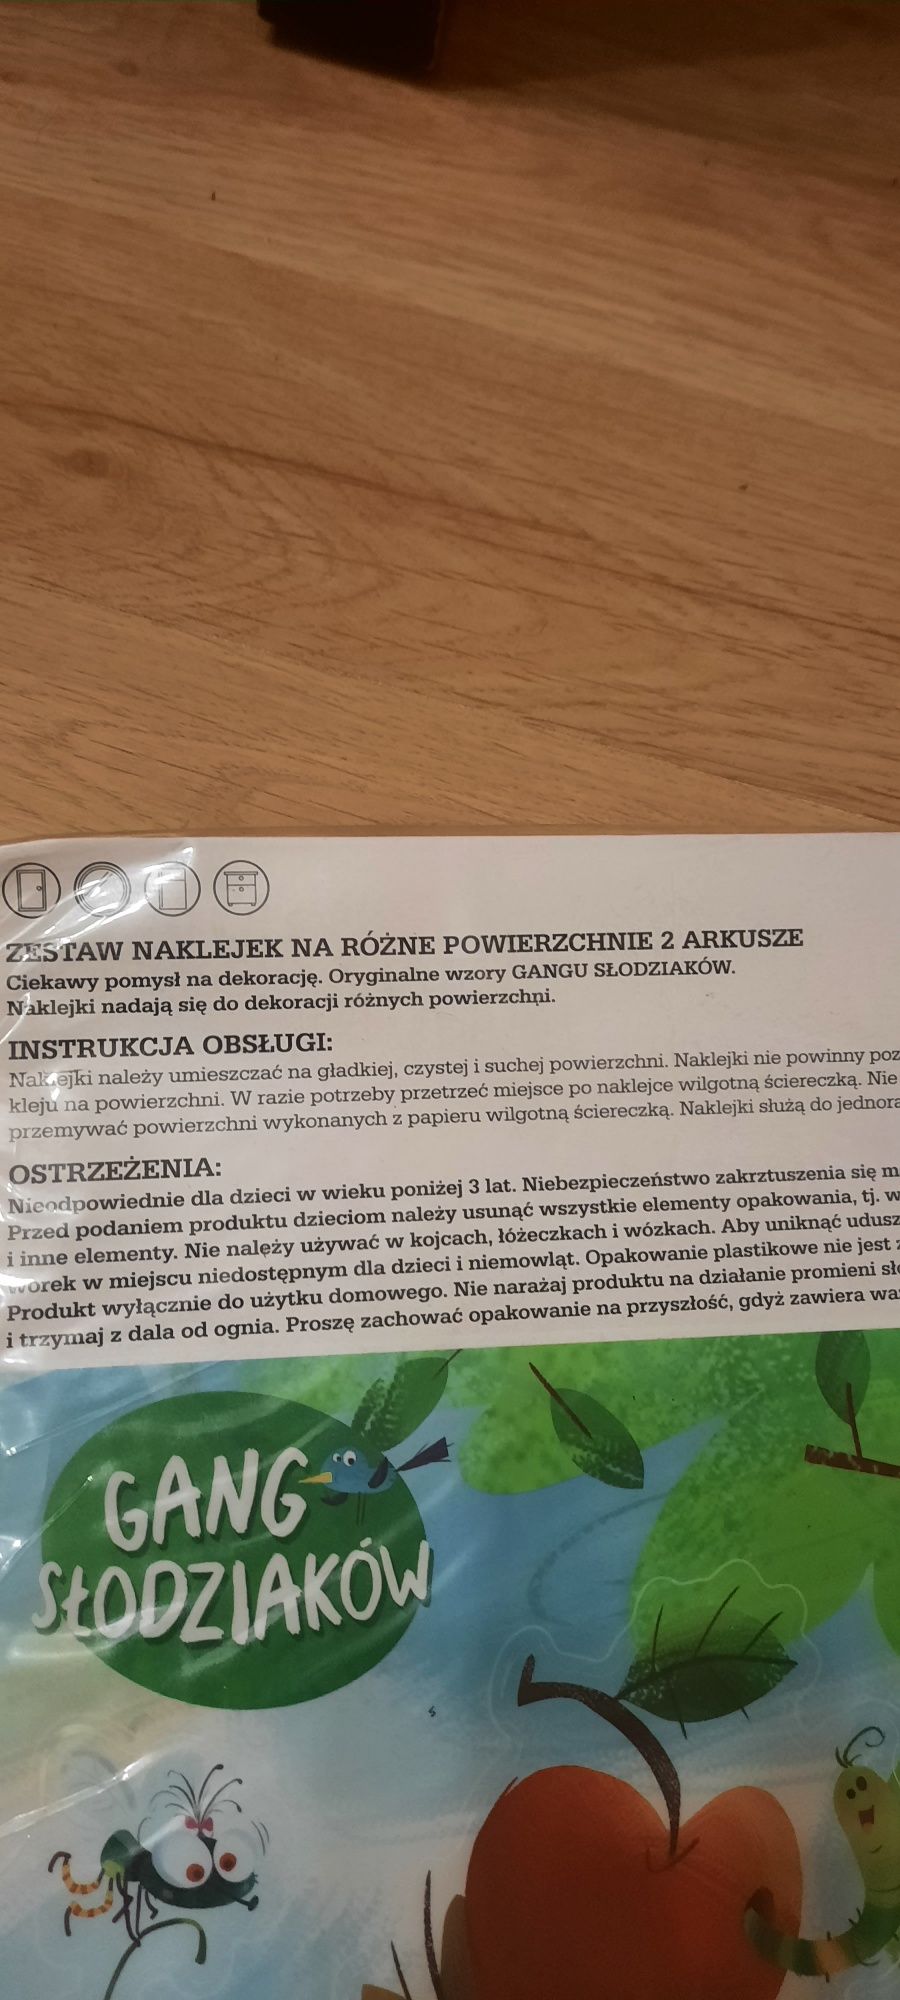 ZESTAW NAKLEJEK NA RÓŻNE POWIERZCHNIE 2 ARKUSZE
Ciekawy pomysł na dekorację. Oryginalne wzory GANGU SŁODZIAKÓW.
Naklejki nadają się do dekoracji różnych powierzchni.
INSTRUKCJA OBSŁUGI:
Naklejki należy umieszczać na gładkiej, czystej i suchej powierzchni. Naklejki nie powinny poz
kleju na powierzchni. W razie potrzeby przetrzeć miejsce po naklejce wilgotną ściereczką. Nie
przemywać powierzchni wykonanych z papieru wilgotną ściereczką. Naklejki służą do jednora
OSTRZEŻENIA:
Nieodpowiednie dla dzieci w wieku poniżej 3 lat. Niebezpieczeństwo zakrztuszenia się m
Przed podaniem produktu dzieciom należy usunąć wszystkie elementy opakowania, tj. w
i inne elementy. Nie należy używać w kojcach, łóżeczkach i wózkach. Aby uniknąć udusz
worek w miejscu niedostępnym dla dzieci i niemowląt. Opakowanie plastikowe nie jest z
Produkt wyłącznie do użytku domowego. Nie narażaj produktu na działanie promieni sło
i trzymaj z dala od ognia. Proszę zachować opakowanie na przyszłość, gdyż zawiera wa
GANG
SŁODZIAKÓW